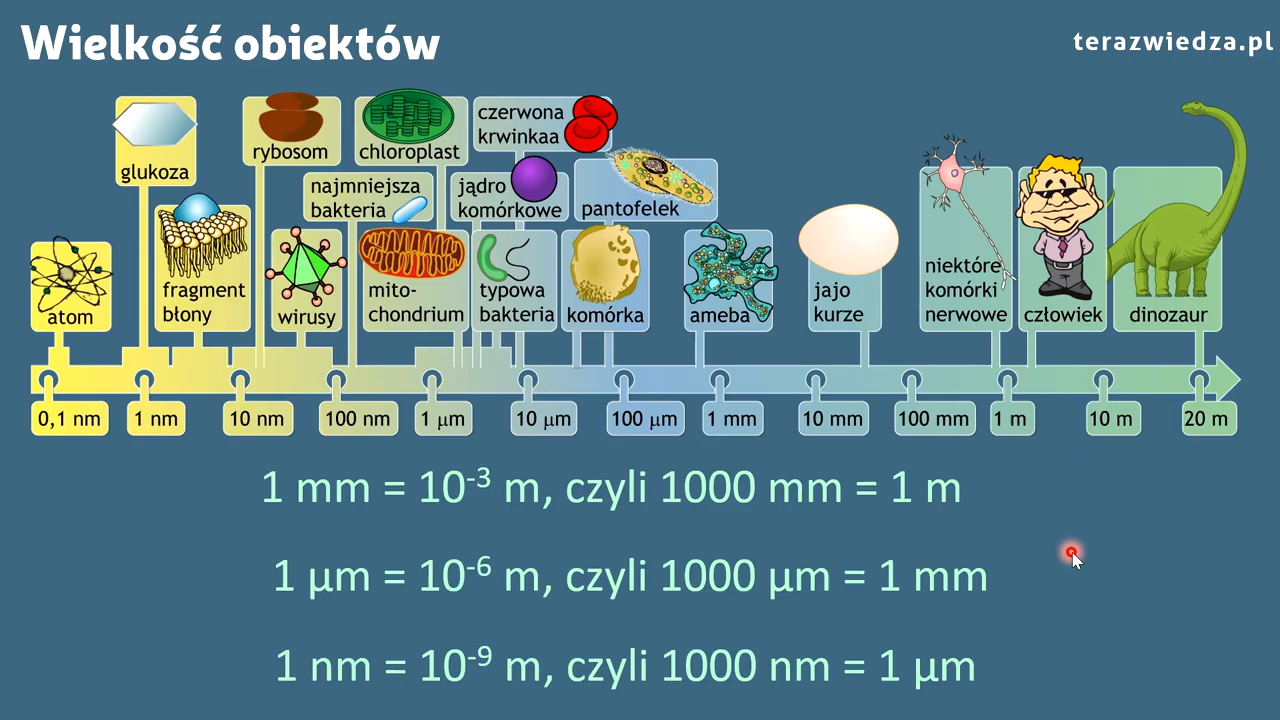 Wielkość obiektów
terazwiedza.pl
glukoza
rybosom
chloroplast
czerwona
krwinkaa
najmniejsza
bakteria
jądro
komórkowe
pantofelek
atom
fragment
błony
wirusy
mito-
chondrium
typowa
bakteria
komórka
ameba
jajo
kurze
niektóre
komórki
nerwowe
człowiek
dinozaur
0,1 nm
1 nm
10 nm
100 nm
1 μm
10 μm
100 μm
1 mm
10 mm
100 mm
1 m
10 m
20 m
1 mm = 10⁻³ m, czyli 1000 mm = 1 m
1 μm = 10⁻⁶ m, czyli 1000 μm = 1 mm
1 nm = 10⁻⁹ m, czyli 1000 nm = 1 μm